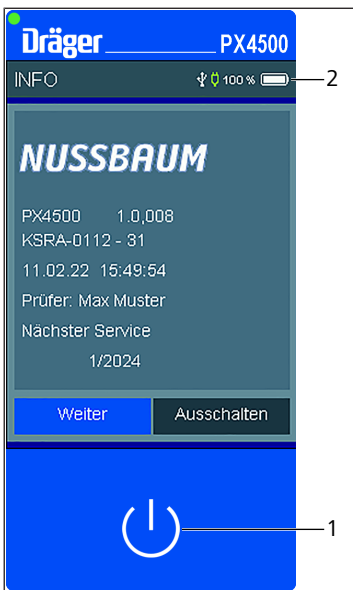 Dräger PX4500
INFO 100 % 2
NUSSBAUM
PX4500 1.0,008
KSRA-0112 - 31
11.02.22 15:49:54
Prüfer: Max Muster
Nächster Service
1/2024
Weiter Ausschalten
1